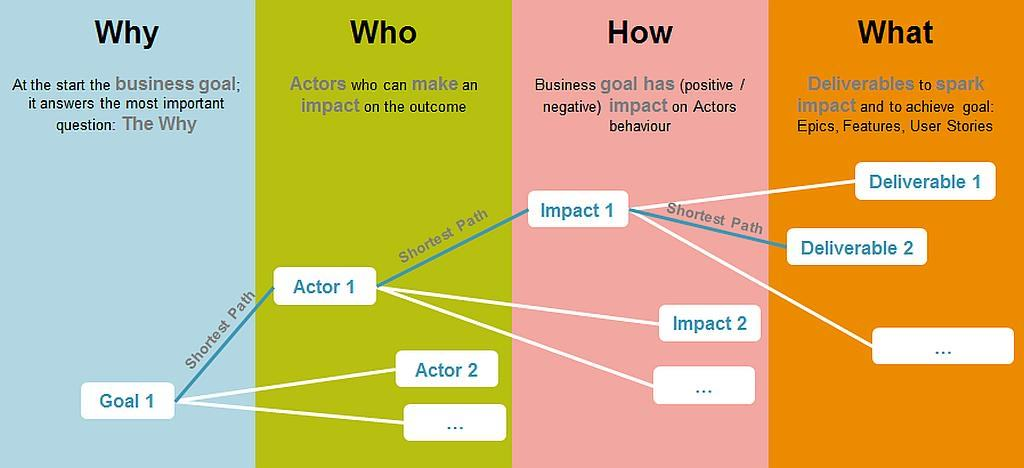 Why
At the start the business goal;
it answers the most important
question: The Why
Who
Actors who can make an
impact on the outcome
How
Business goal has (positive /
negative) impact on Actors
behaviour
What
Deliverables to spark
impact and to achieve goal:
Epics, Features, User Stories
Goal 1
Shortest Path
Actor 1
Actor 2
...
Shortest Path
Impact 1
Impact 2
...
Shortest Path
Deliverable 1
Deliverable 2
...